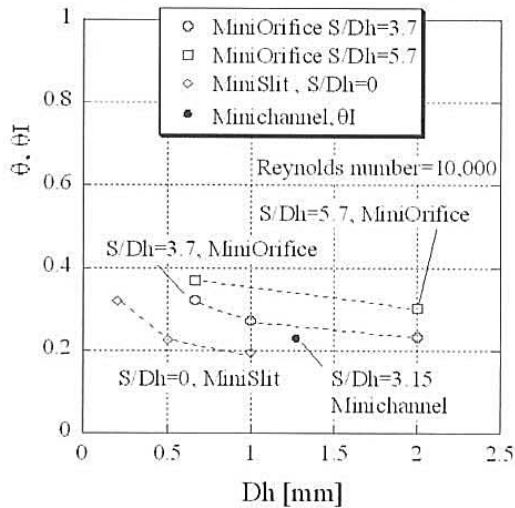 1
MiniOrifice S/Dh=3.7
MiniOrifice S/Dh=5.7
MiniSlit , S/Dh=0
Minichannel, θI
0.8
Reynolds number=10,000
0.6
S/Dh=5.7, MiniOrifice
S/Dh=3.7, MiniOrifice
0.4
0.2
S/Dh=0, MiniSlit
S/Dh=3.15
Minichannel
0
0 0.5 1 1.5 2 2.5
Dh [mm]
θ, θI